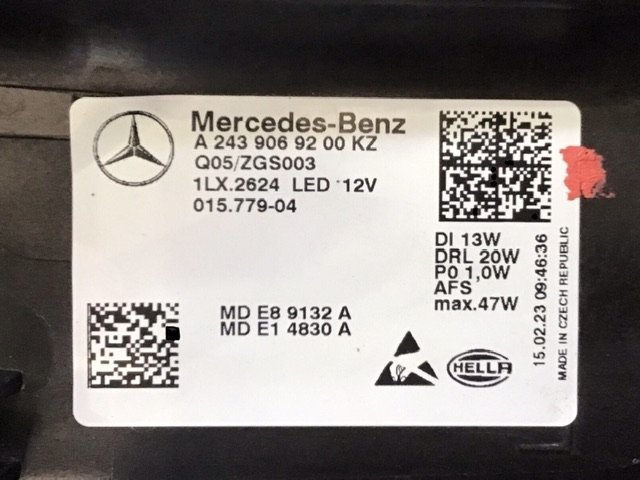 Mercedes-Benz
A 243 906 92 00 KZ
Q05/ZGS003
1LX.2624 LED 12V
015.779-04
DI 13W
DRL 20W
P0 1,0W
AFS
max.47W
MD E8 9132 A
MD E1 4830 A
HELLA
15.02.23 09:46:36
MADE IN CZECH REPUBLIC